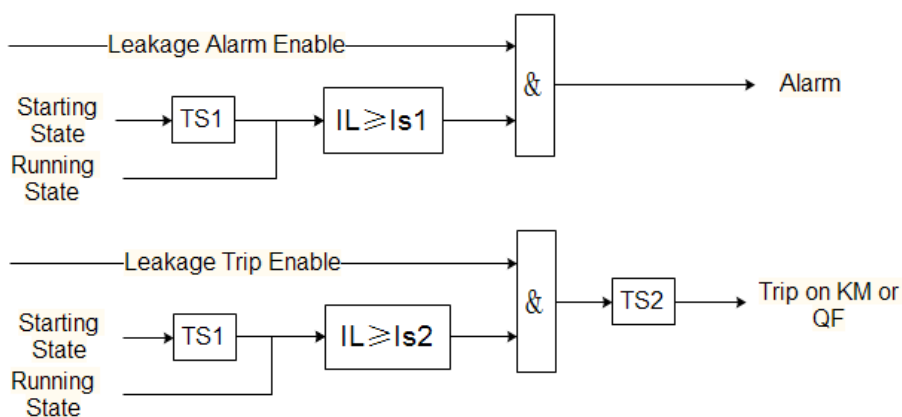 Leakage Alarm Enable
&
Alarm
Starting
State
TS1
IL≥Is1
Running
State
Leakage Trip Enable
&
TS2
Trip on KM or
QF
Starting
State
TS1
IL≥Is2
Running
State